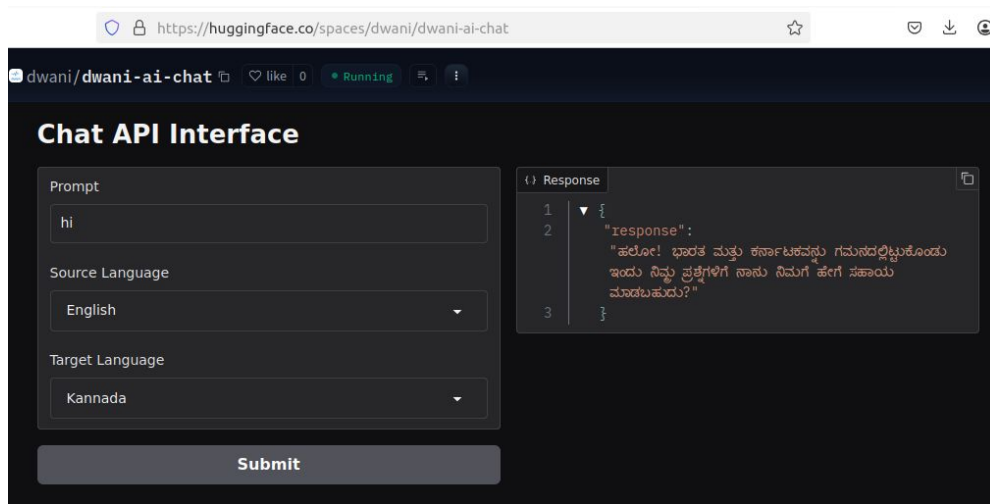 https://huggingface.co/spaces/dwani/dwani-ai-chat
dwani/dwani-ai-chat like 0 Running
Chat API Interface
Prompt
hi
Source Language
English
Target Language
Kannada
Submit
Response
1 {
2 "response":
"ಹಲೋ! ಭಾರತ ಮತ್ತು ಕರ್ನಾಟಕವನ್ನು ಗಮನದಲ್ಲಿಟ್ಟುಕೊಂಡು
ಇಂದು ನಿಮ್ಮ ಪ್ರಶ್ನೆಗಳಿಗೆ ನಾನು ನಿಮಗೆ ಹೇಗೆ ಸಹಾಯ
ಮಾಡಬಹುದು?"
3 }